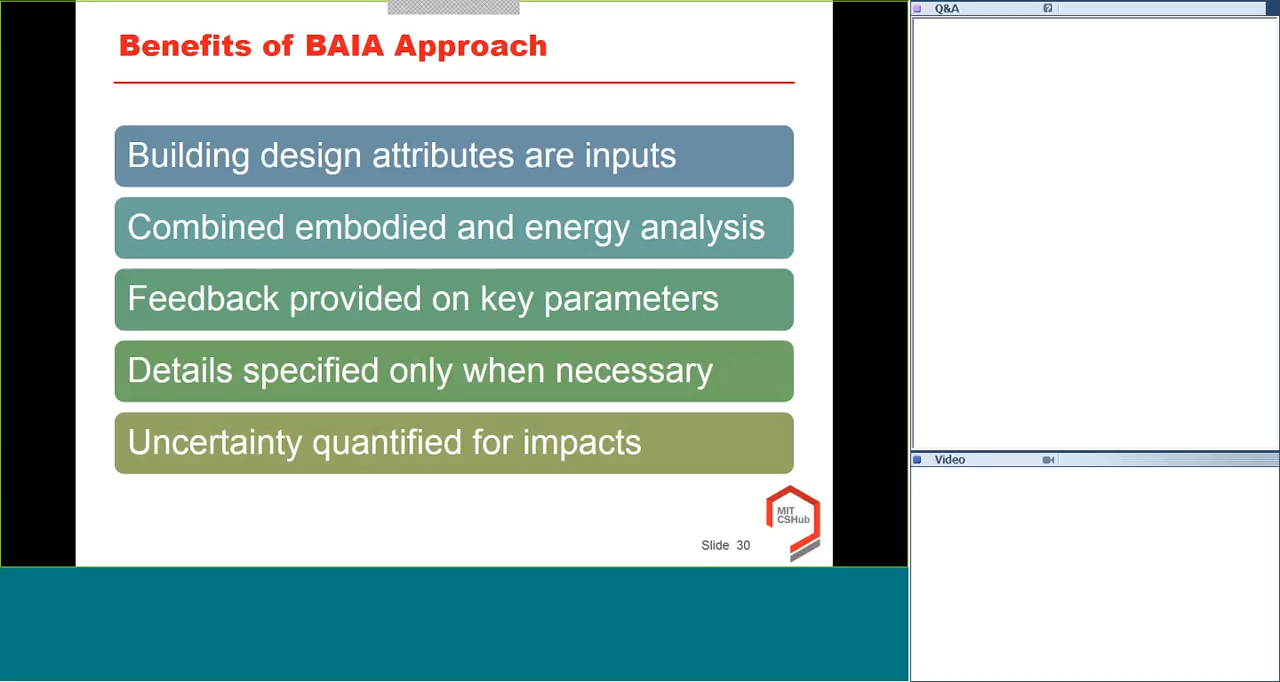 Benefits of BAIA Approach
Building design attributes are inputs
Combined embodied and energy analysis
Feedback provided on key parameters
Details specified only when necessary
Uncertainty quantified for impacts
MIT
CSHub
Slide 30
Q&A
?
Video